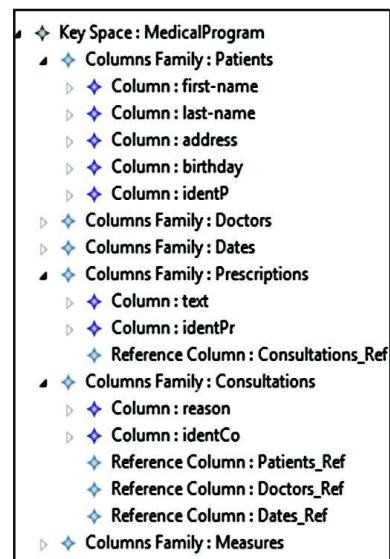 Key Space : MedicalProgram
Columns Family : Patients
Column : first-name
Column : last-name
Column : address
Column : birthday
Column : identP
Columns Family : Doctors
Columns Family : Dates
Columns Family : Prescriptions
Column : text
Column : identPr
Reference Column : Consultations_Ref
Columns Family : Consultations
Column : reason
Column : identCo
Reference Column : Patients_Ref
Reference Column : Doctors_Ref
Reference Column : Dates_Ref
Columns Family : Measures